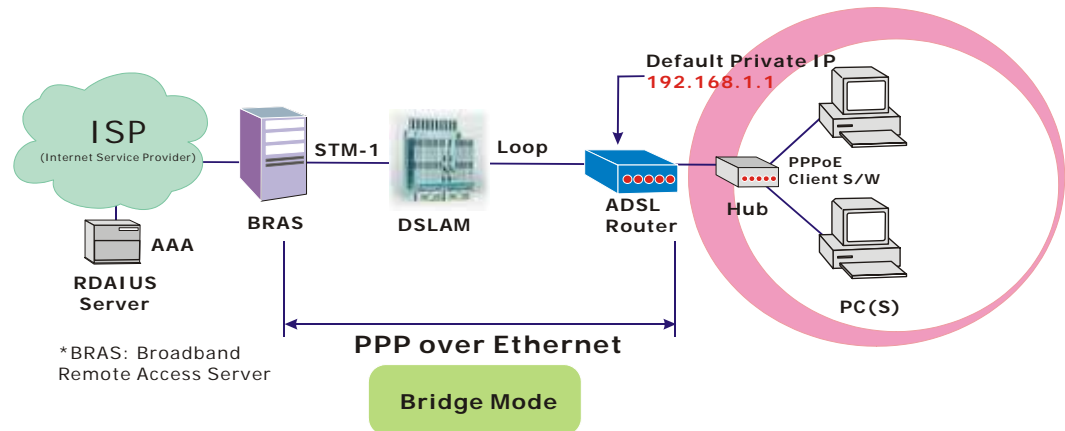 Default Private IP
192.168.1.1
ISP
(Internet Service Provider)
STM-1
Loop
PPPoE
Client S/W
BRAS
DSLAM
ADSL
Router
Hub
AAA
RDAIUS
Server
PC(S)
PPP over Ethernet
*BRAS: Broadband
Remote Access Server
Bridge Mode